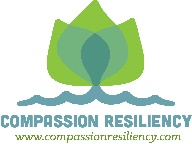 COMPASSION RESILIENCY
www.compassionresiliency.com